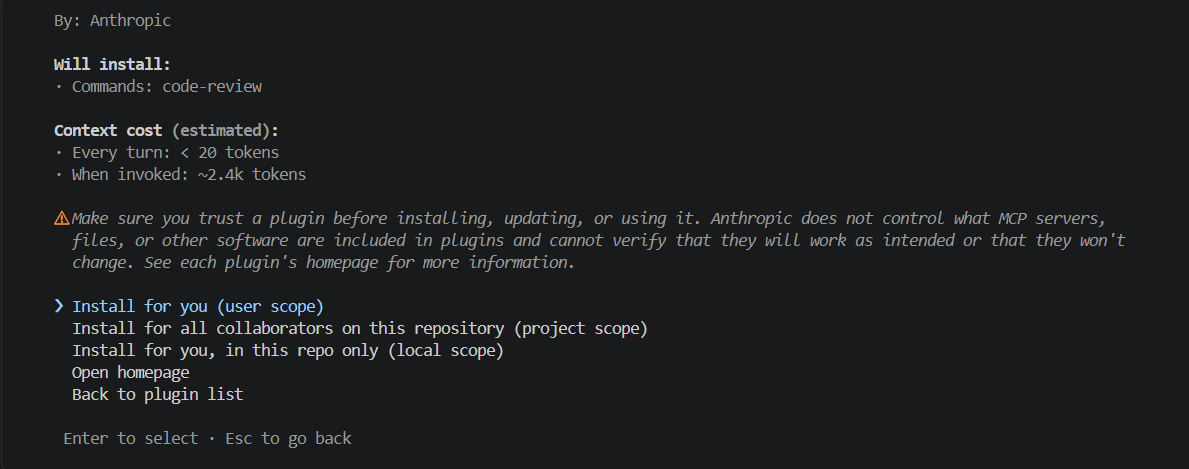 By: Anthropic
Will install:
· Commands: code-review
Context cost (estimated):
· Every turn: < 20 tokens
· When invoked: ~2.4k tokens
⚠Make sure you trust a plugin before installing, updating, or using it. Anthropic does not control what MCP servers,
files, or other software are included in plugins and cannot verify that they will work as intended or that they won't
change. See each plugin's homepage for more information.
❯ Install for you (user scope)
Install for all collaborators on this repository (project scope)
Install for you, in this repo only (local scope)
Open homepage
Back to plugin list
Enter to select · Esc to go back